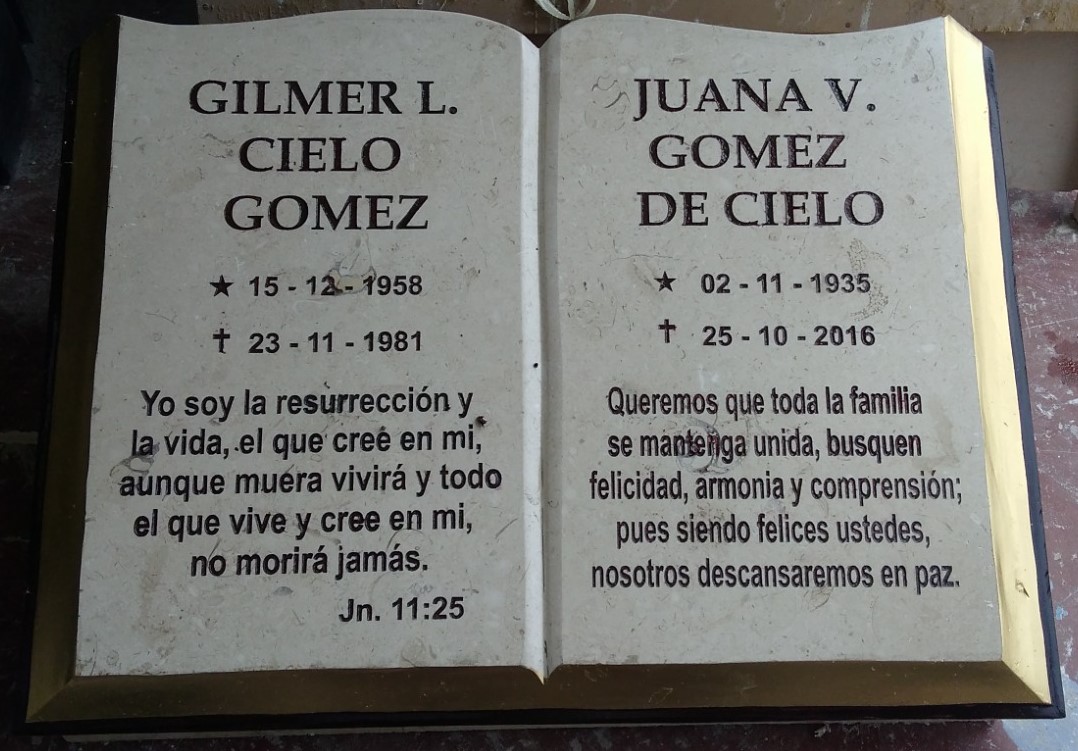 GILMER L.
CIELO
GOMEZ
★ 15 - 12 - 1958
✝ 23 - 11 - 1981
Yo soy la resurrección y
la vida, el que cree en mi,
aunque muera vivirá y todo
el que vive y cree en mi,
no morirá jamás.
Jn. 11:25
JUANA V.
GOMEZ
DE CIELO
★ 02 - 11 - 1935
✝ 25 - 10 - 2016
Queremos que toda la familia
se mantenga unida, busquen
felicidad, armonia y comprensión;
pues siendo felices ustedes,
nosotros descansaremos en paz.